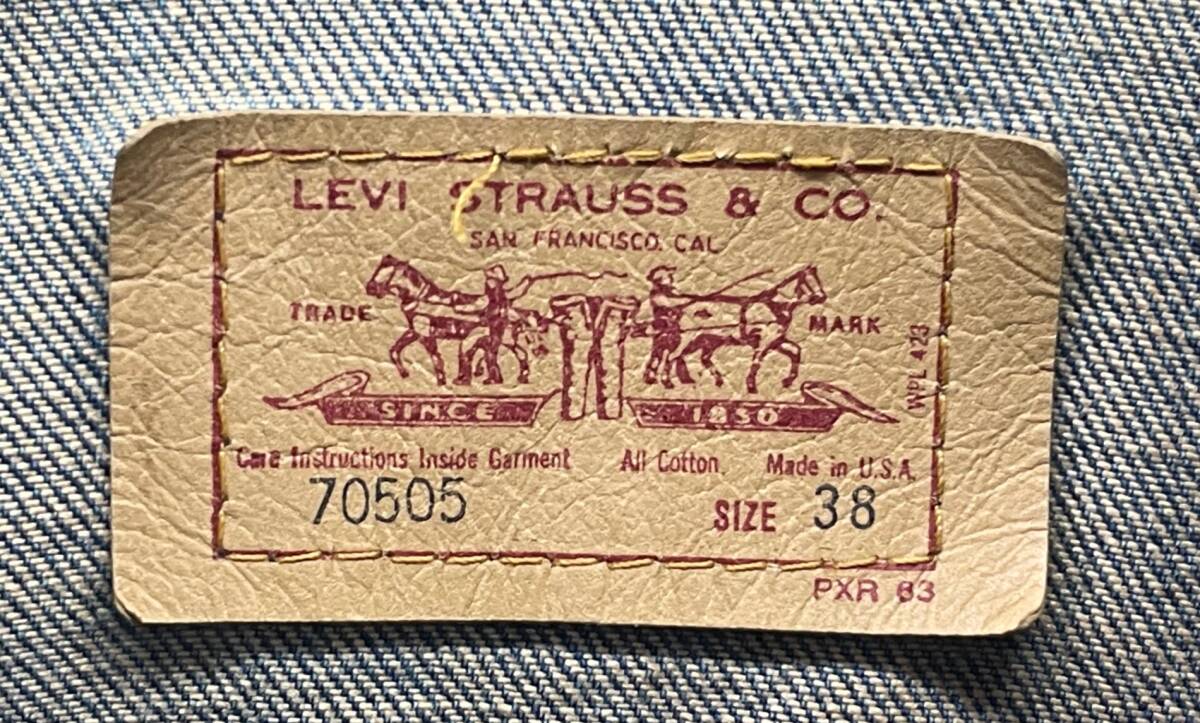 LEVI STRAUSS & CO.
SAN FRANCISCO. CAL
TRADE MARK
WPL 423
SINCE 1850
Care Instructions Inside Garment All Cotton Made in U.S.A.
70505 SIZE 38
PXR 63